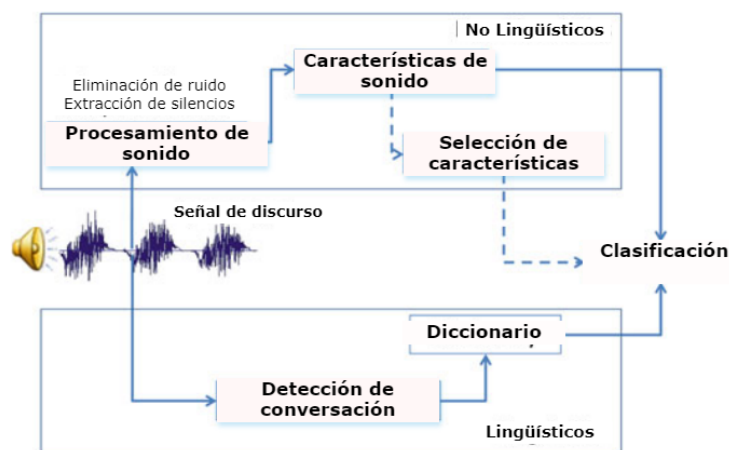 No Lingüísticos
Características de
sonido
Eliminación de ruido
Extracción de silencios
Procesamiento de
sonido
Selección de
características
Señal de discurso
Clasificación
Diccionario
Detección de
conversación
Lingüísticos